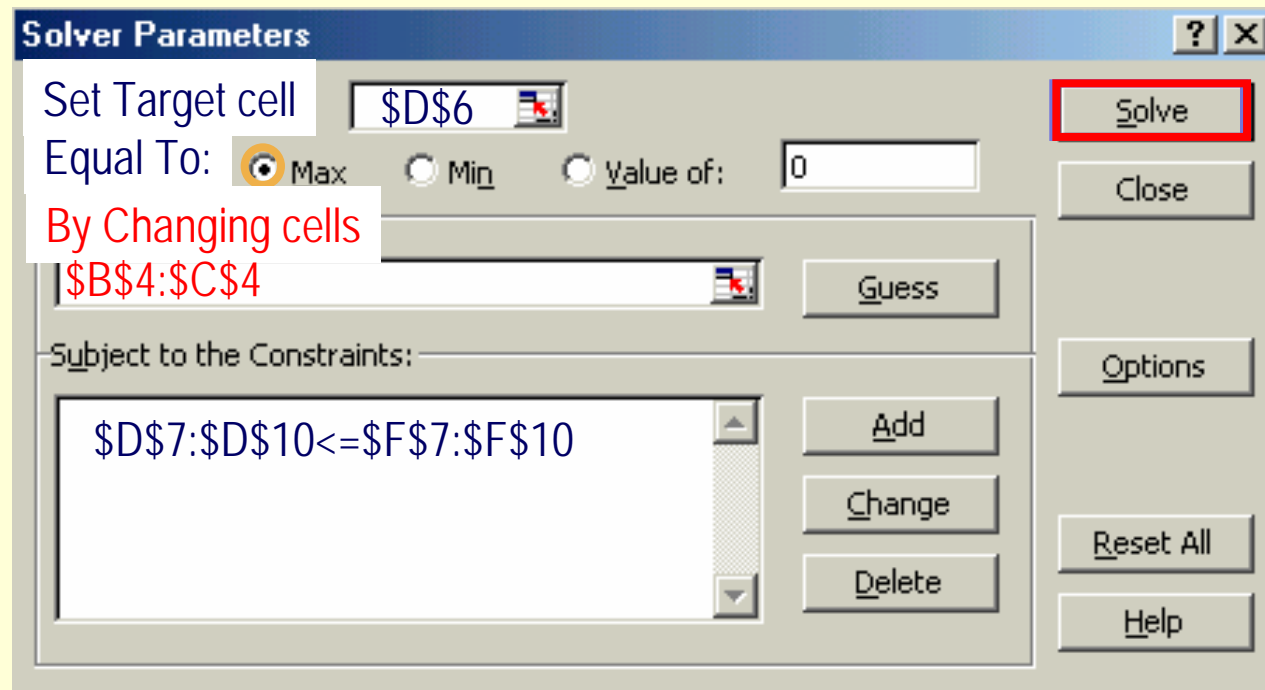 Solver Parameters
? X
Set Target cell $D$6
Solve
Equal To: Max Min Value of: 0
Close
By Changing cells
$B$4:$C$4
Guess
Subject to the Constraints:
Options
$D$7:$D$10<=$F$7:$F$10
Add
Change
Reset All
Delete
Help